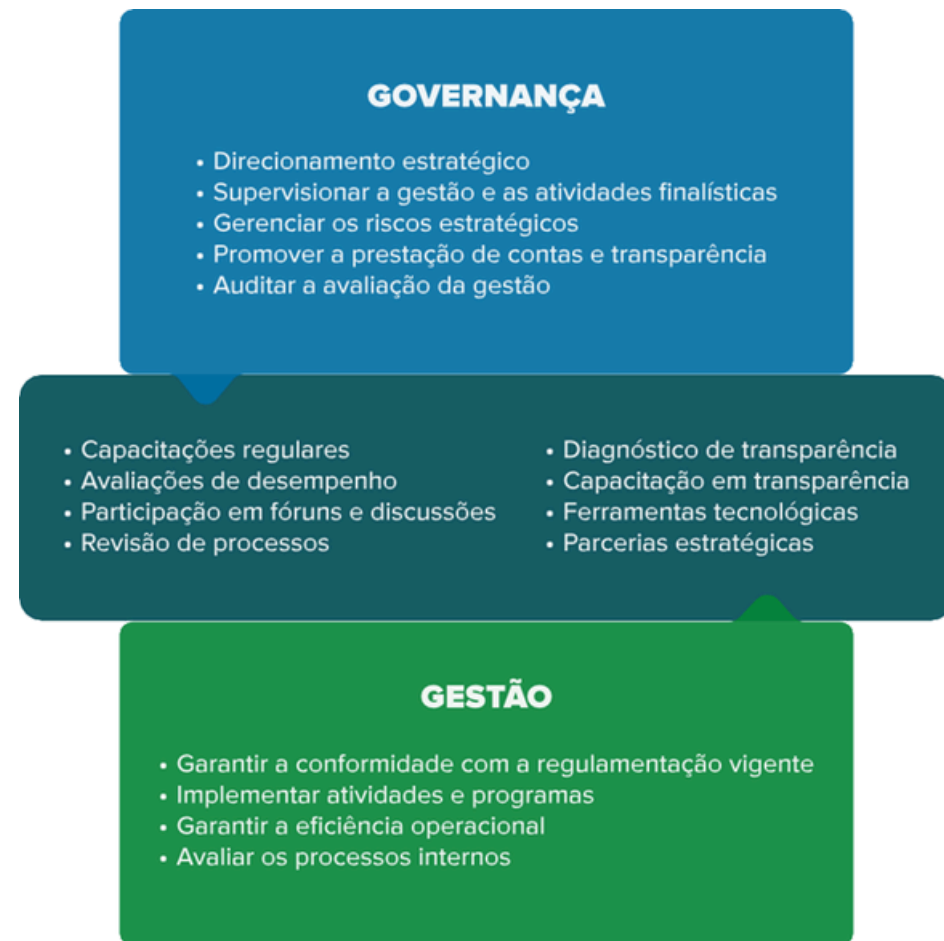 GOVERNANÇA
• Direcionamento estratégico
• Supervisionar a gestão e as atividades finalísticas
• Gerenciar os riscos estratégicos
• Promover a prestação de contas e transparência
• Auditar a avaliação da gestão
• Capacitações regulares
• Avaliações de desempenho
• Participação em fóruns e discussões
• Revisão de processos
• Diagnóstico de transparência
• Capacitação em transparência
• Ferramentas tecnológicas
• Parcerias estratégicas
GESTÃO
• Garantir a conformidade com a regulamentação vigente
• Implementar atividades e programas
• Garantir a eficiência operacional
• Avaliar os processos internos